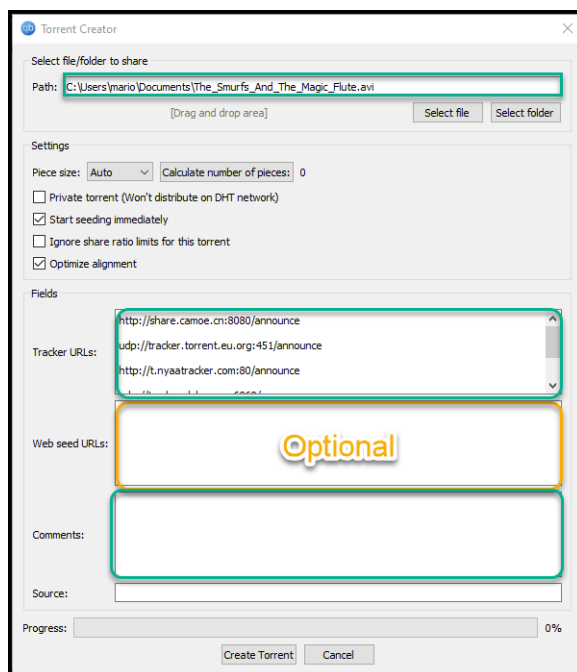 Torrent Creator
Select file/folder to share
Path: C:\Users\mario\Documents\The_Smurfs_And_The_Magic_Flute.avi
[Drag and drop area] Select file Select folder
Settings
Piece size: Auto Calculate number of pieces: 0
Private torrent (Won't distribute on DHT network)
Start seeding immediately
Ignore share ratio limits for this torrent
Optimize alignment
Fields
http://share.camoe.cn:8080/announce
Tracker URLs: udp://tracker.torrent.eu.org:451/announce
http://t.nyaatracker.com:80/announce
Web seed URLs: Optional
Comments:
Source:
Progress: 0%
Create Torrent Cancel